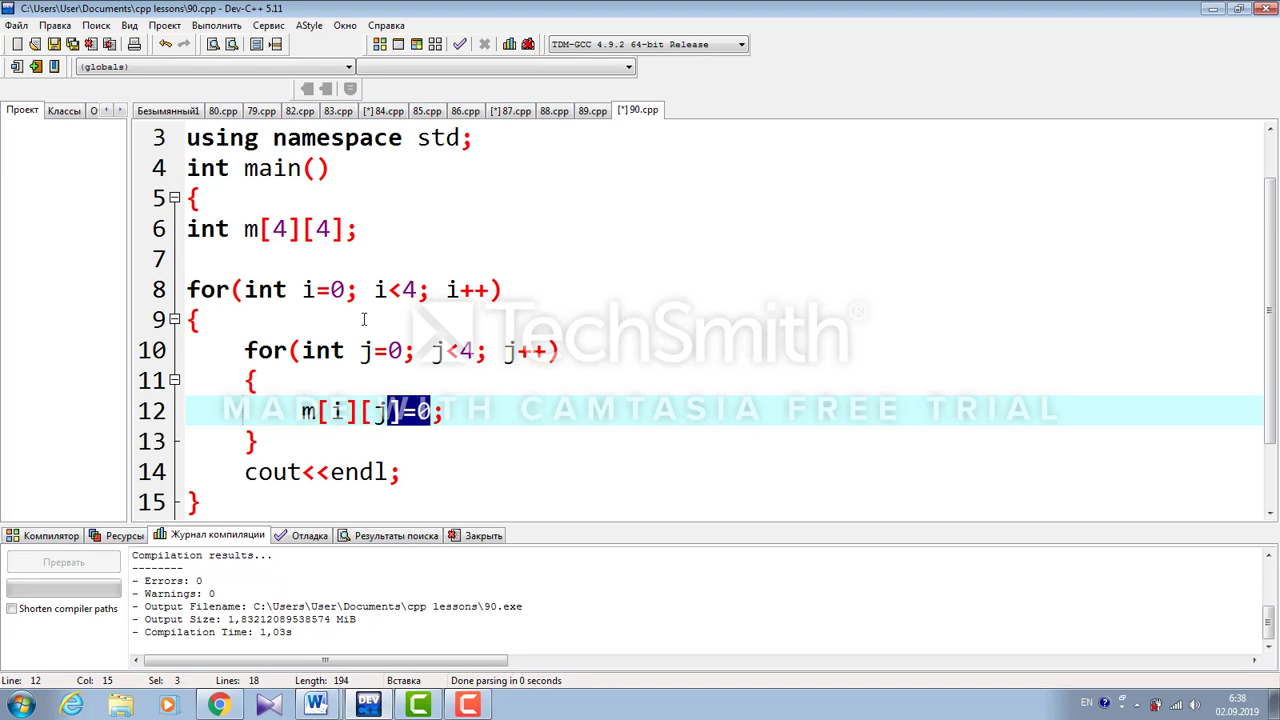 C:\Users\User\Documents\cpp lessons\90.cpp - Dev-C++ 5.11
Файл Правка Поиск Вид Проект Выполнить Сервис AStyle Окно Справка
TDM-GCC 4.9.2 64-bit Release
(globals)
Проект Классы О Безымянный1 80.cpp 79.cpp 82.cpp 83.cpp [*] 84.cpp 85.cpp 86.cpp [*] 87.cpp 88.cpp 89.cpp [*] 90.cpp
3 using namespace std;
4 int main()
5 {
6 int m[4][4];
7
8 for(int i=0; i<4; i++)
9 {
10 for(int j=0; j<4; j++)
11 {
12 m[i][j]=0;
13 }
14 cout<<endl;
15 }
TechSmith®
MADE WITH CAMTASIA FREE TRIAL
Компилятор Ресурсы Журнал компиляции Отладка Результаты поиска Закрыть
Прервать
Shorten compiler paths
Compilation results...
--------
- Errors: 0
- Warnings: 0
- Output Filename: C:\Users\User\Documents\cpp lessons\90.exe
- Output Size: 1,83212089538574 MiB
- Compilation Time: 1,03s
Line: 12 Col: 15 Sel: 3 Lines: 18 Length: 194 Вставка Done parsing in 0 seconds
DEV
EN 6:38
02.09.2019